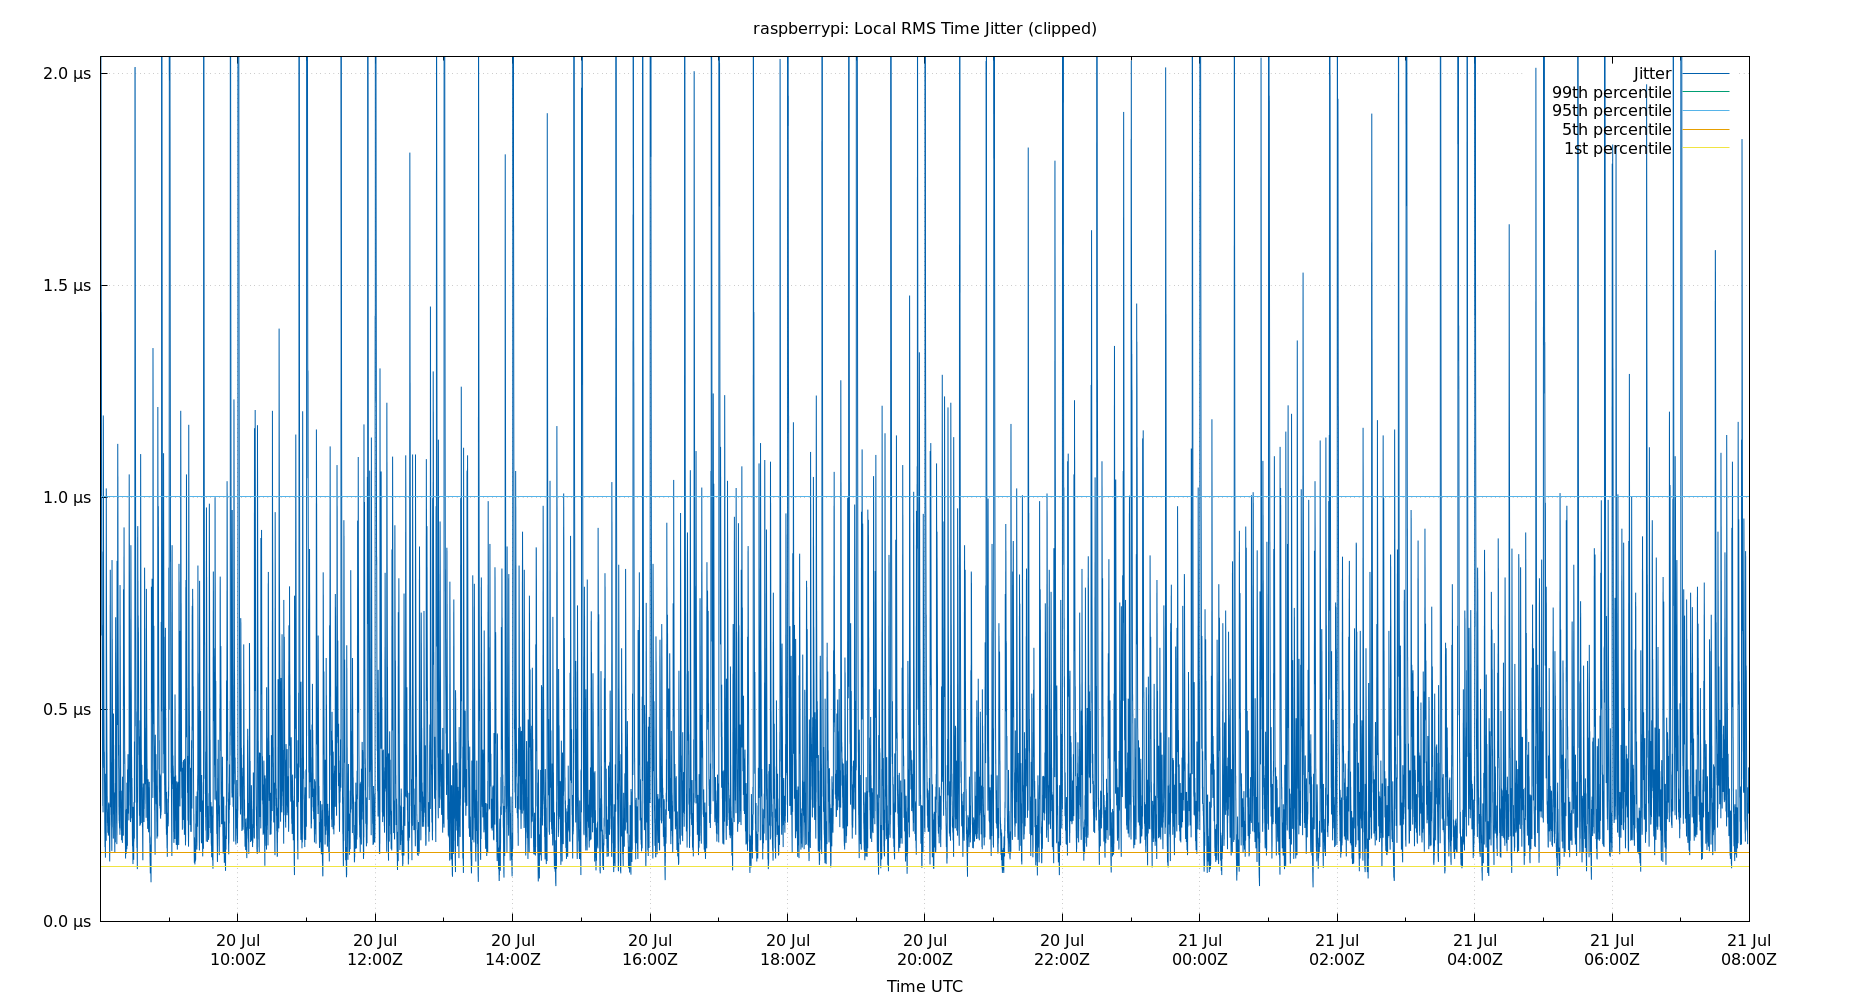 raspberrypi: Local RMS Time Jitter (clipped)
2.0 μs
1.5 μs
1.0 μs
0.5 μs
0.0 μs
Jitter
99th percentile
95th percentile
5th percentile
1st percentile
20 Jul 20 Jul 20 Jul 20 Jul 20 Jul 20 Jul 20 Jul 21 Jul 21 Jul 21 Jul 21 Jul 21 Jul
10:00Z 12:00Z 14:00Z 16:00Z 18:00Z 20:00Z 22:00Z 00:00Z 02:00Z 04:00Z 06:00Z 08:00Z
Time UTC